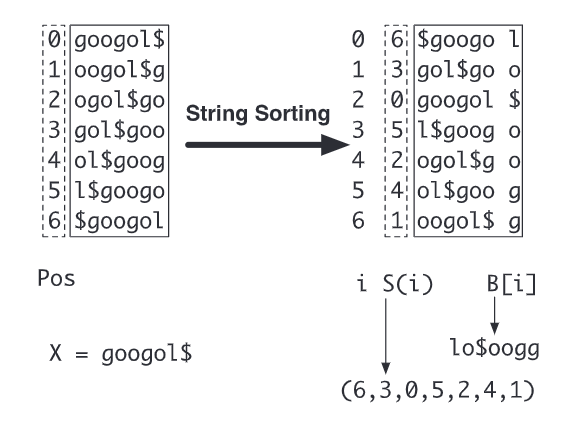 0 googol$ 0 6 $googo l
1 oogol$g 1 3 gol$go o
2 ogol$go 2 0 googol $
String Sorting
3 gol$goo 3 5 l$goog o
4 ol$goog 4 2 ogol$g o
5 l$googo 5 4 ol$goo g
6 $googol 6 1 oogol$ g
Pos i S(i) B[i]
X = googol$ lo$oogg
(6,3,0,5,2,4,1)